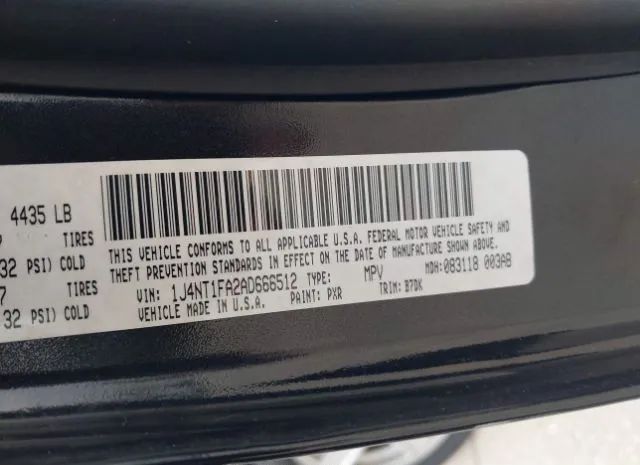 4435 LB
TIRES
32 PSI) COLD
7 TIRES
32 PSI) COLD
THIS VEHICLE CONFORMS TO ALL APPLICABLE U.S.A. FEDERAL MOTOR VEHICLE SAFETY AND
THEFT PREVENTION STANDARDS IN EFFECT ON THE DATE OF MANUFACTURE SHOWN ABOVE.
VIN: 1J4NT1FA2AD666512 TYPE: MPV MDH: 083118 003AB
VEHICLE MADE IN U.S.A. PAINT: PXR TRIM: B7DK